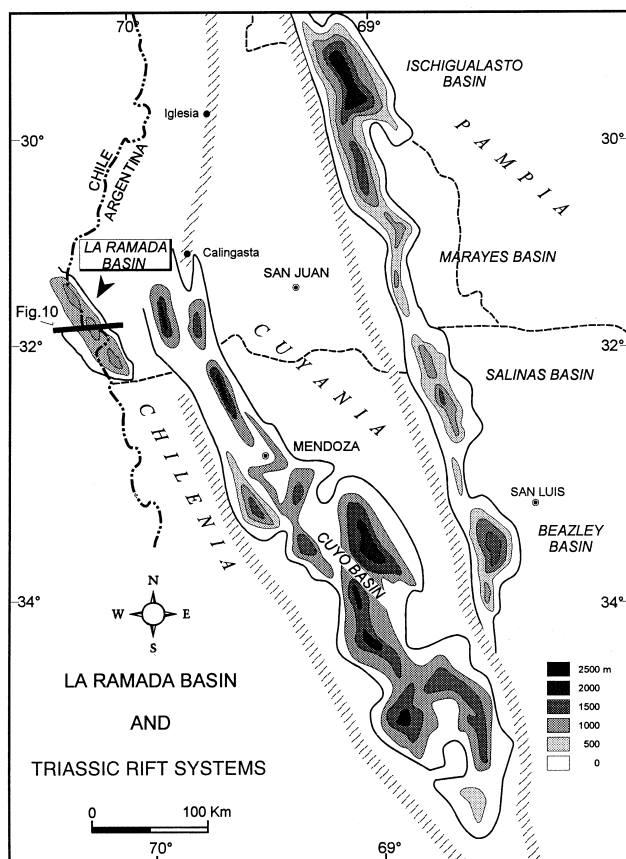 70°
69°
ISCHIGUALASTO
BASIN
Iglesia
30°
30°
PAMPIA
CHILE
ARGENTINA
LA RAMADA
BASIN
Calingasta
MARAYES BASIN
SAN JUAN
Fig.10
32°
32°
CUYANIA
SALINAS BASIN
CHILENIA
MENDOZA
SAN LUIS
BEAZLEY
BASIN
CUYO BASIN
34°
34°
N
W E
S
LA RAMADA BASIN
AND
TRIASSIC RIFT SYSTEMS
2500 m
2000
1500
1000
500
0
0 100 Km
70°
69°